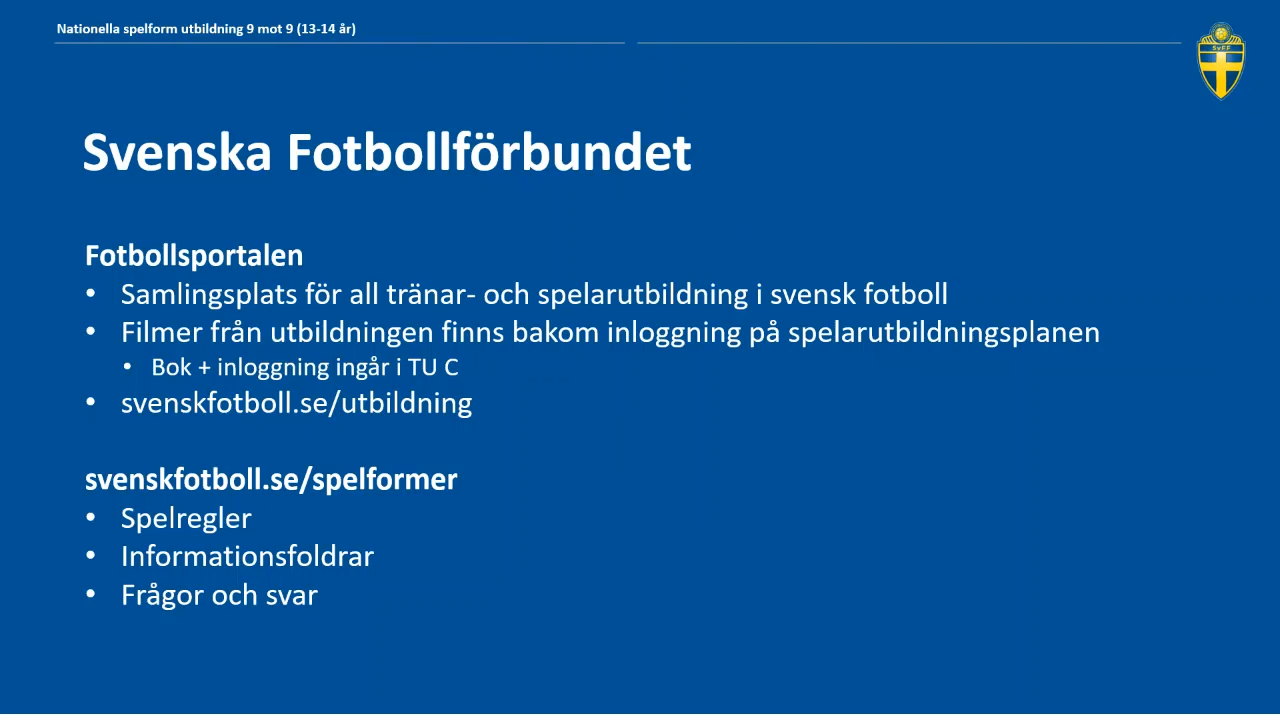 Nationella spelform utbildning 9 mot 9 (13-14 år)
SvFF
Svenska Fotbollförbundet
Fotbollsportalen
• Samlingsplats för all tränar- och spelarutbildning i svensk fotboll
• Filmer från utbildningen finns bakom inloggning på spelarutbildningsplanen
• Bok + inloggning ingår i TU C
• svenskfotboll.se/utbildning
svenskfotboll.se/spelformer
• Spelregler
• Informationsfoldrar
• Frågor och svar